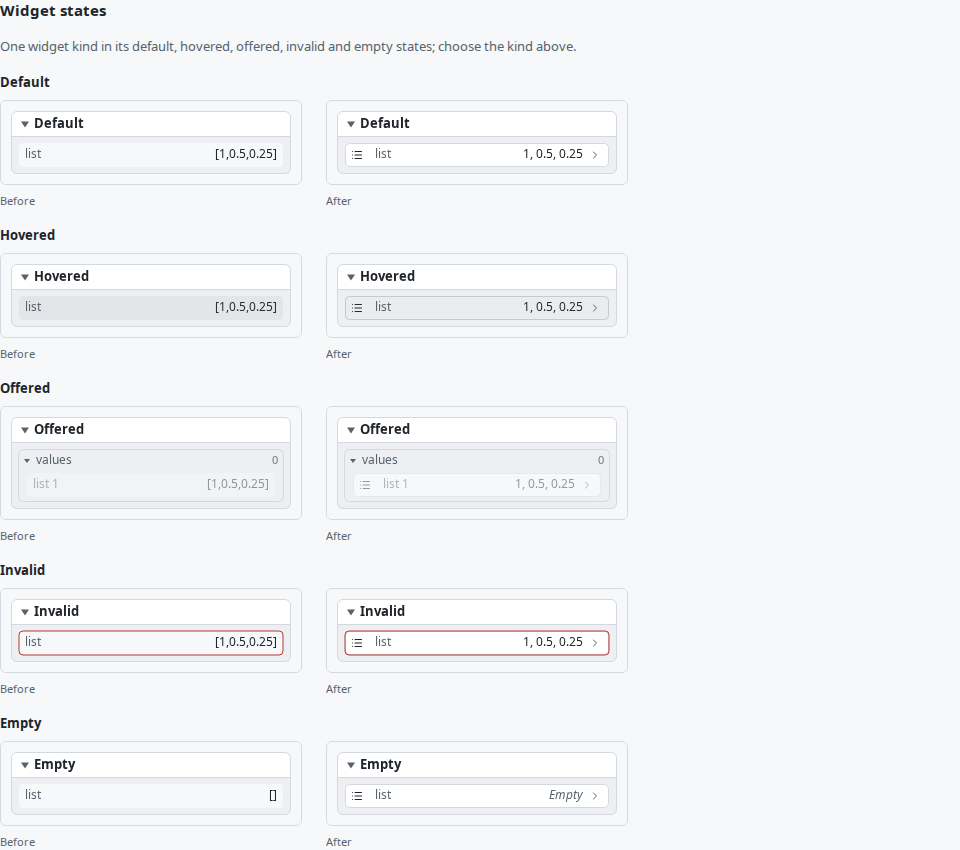 Widget states
One widget kind in its default, hovered, offered, invalid and empty states; choose the kind above.
Default
Default
list [1,0.5,0.25]
Before
Default
list 1, 0.5, 0.25
After
Hovered
Hovered
list [1,0.5,0.25]
Before
Hovered
list 1, 0.5, 0.25
After
Offered
Offered
values 0
list 1 [1,0.5,0.25]
Before
Offered
values 0
list 1 1, 0.5, 0.25
After
Invalid
Invalid
list [1,0.5,0.25]
Before
Invalid
list 1, 0.5, 0.25
After
Empty
Empty
list []
Before
Empty
list Empty
After